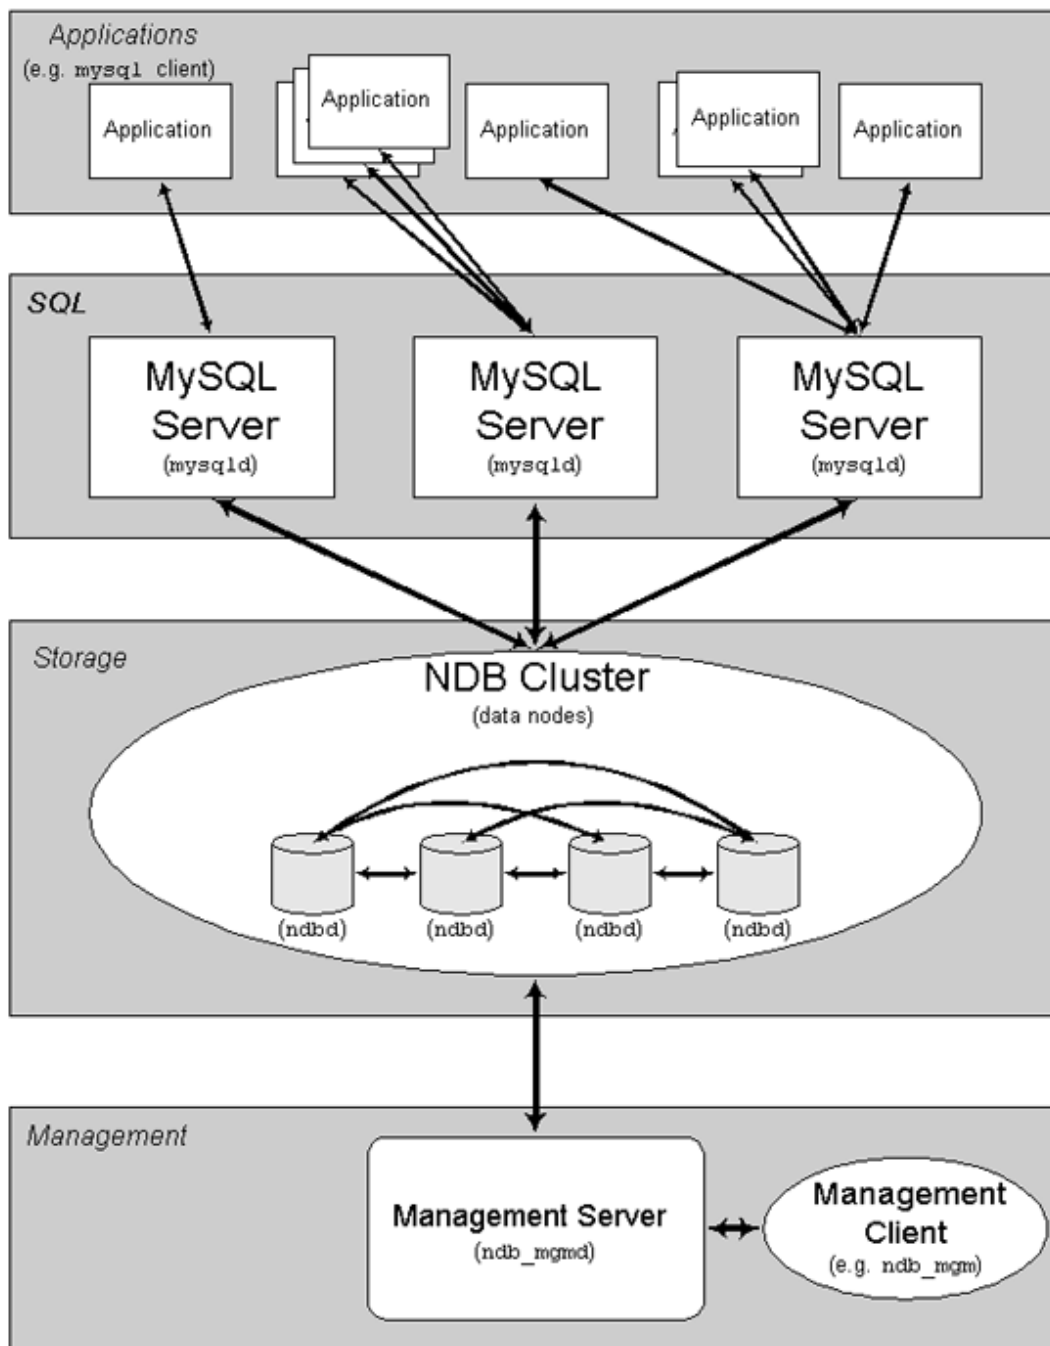 Applications
(e.g. mysql client)
Application
Application
Application
Application
Application
SQL
MySQL
Server
(mysqld)
MySQL
Server
(mysqld)
MySQL
Server
(mysqld)
Storage
NDB Cluster
(data nodes)
(ndbd)
(ndbd)
(ndbd)
(ndbd)
Management
Management Server
(ndb_mgmd)
Management
Client
(e.g. ndb_mgm)